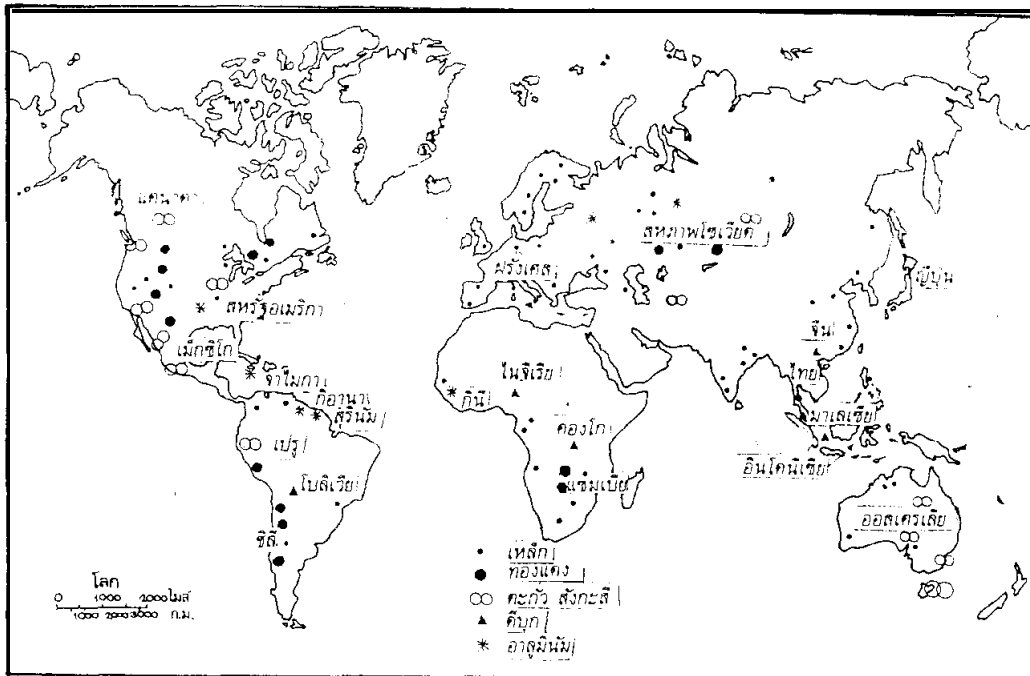 แคนาดา
สหภาพโซเวียต
ฝรั่งเศส
ญี่ปุ่น
สหรัฐอเมริกา
จีน
เม็กซิโก
จาไมกา
ไนจีเรีย
ไทย
กิอานา
กินี
มาเลเซีย
สุรินัม
เปรู
คองโก
อินโดนีเซีย
โบลิเวีย
แซมเบีย
ออสเตรเลีย
ชิลี
เหล็ก
ทองแดง
ตะกั่ว สังกะสี
ดีบุก
อาลูมินัม
โลก
0 1000 2000 ไมล์
1000 2000 3000 ก.ม.